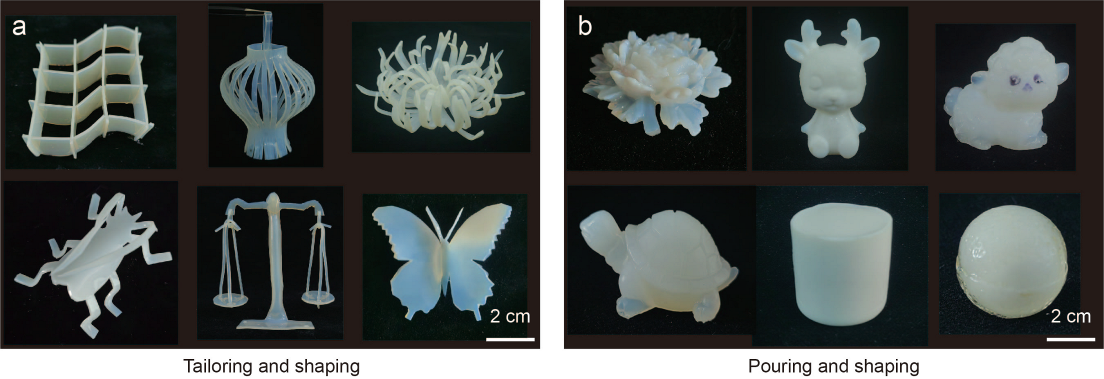 a
b
2 cm
2 cm
Tailoring and shaping
Pouring and shaping